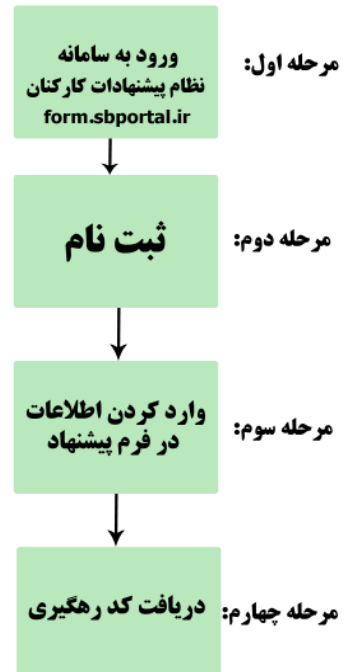 مرحله اول:
ورود به سامانه
نظام پیشنهادات کارکنان
form.sbportal.ir
مرحله دوم:
ثبت نام
مرحله سوم:
وارد کردن اطلاعات
در فرم پیشنهاد
مرحله چهارم:
دریافت کد رهگیری